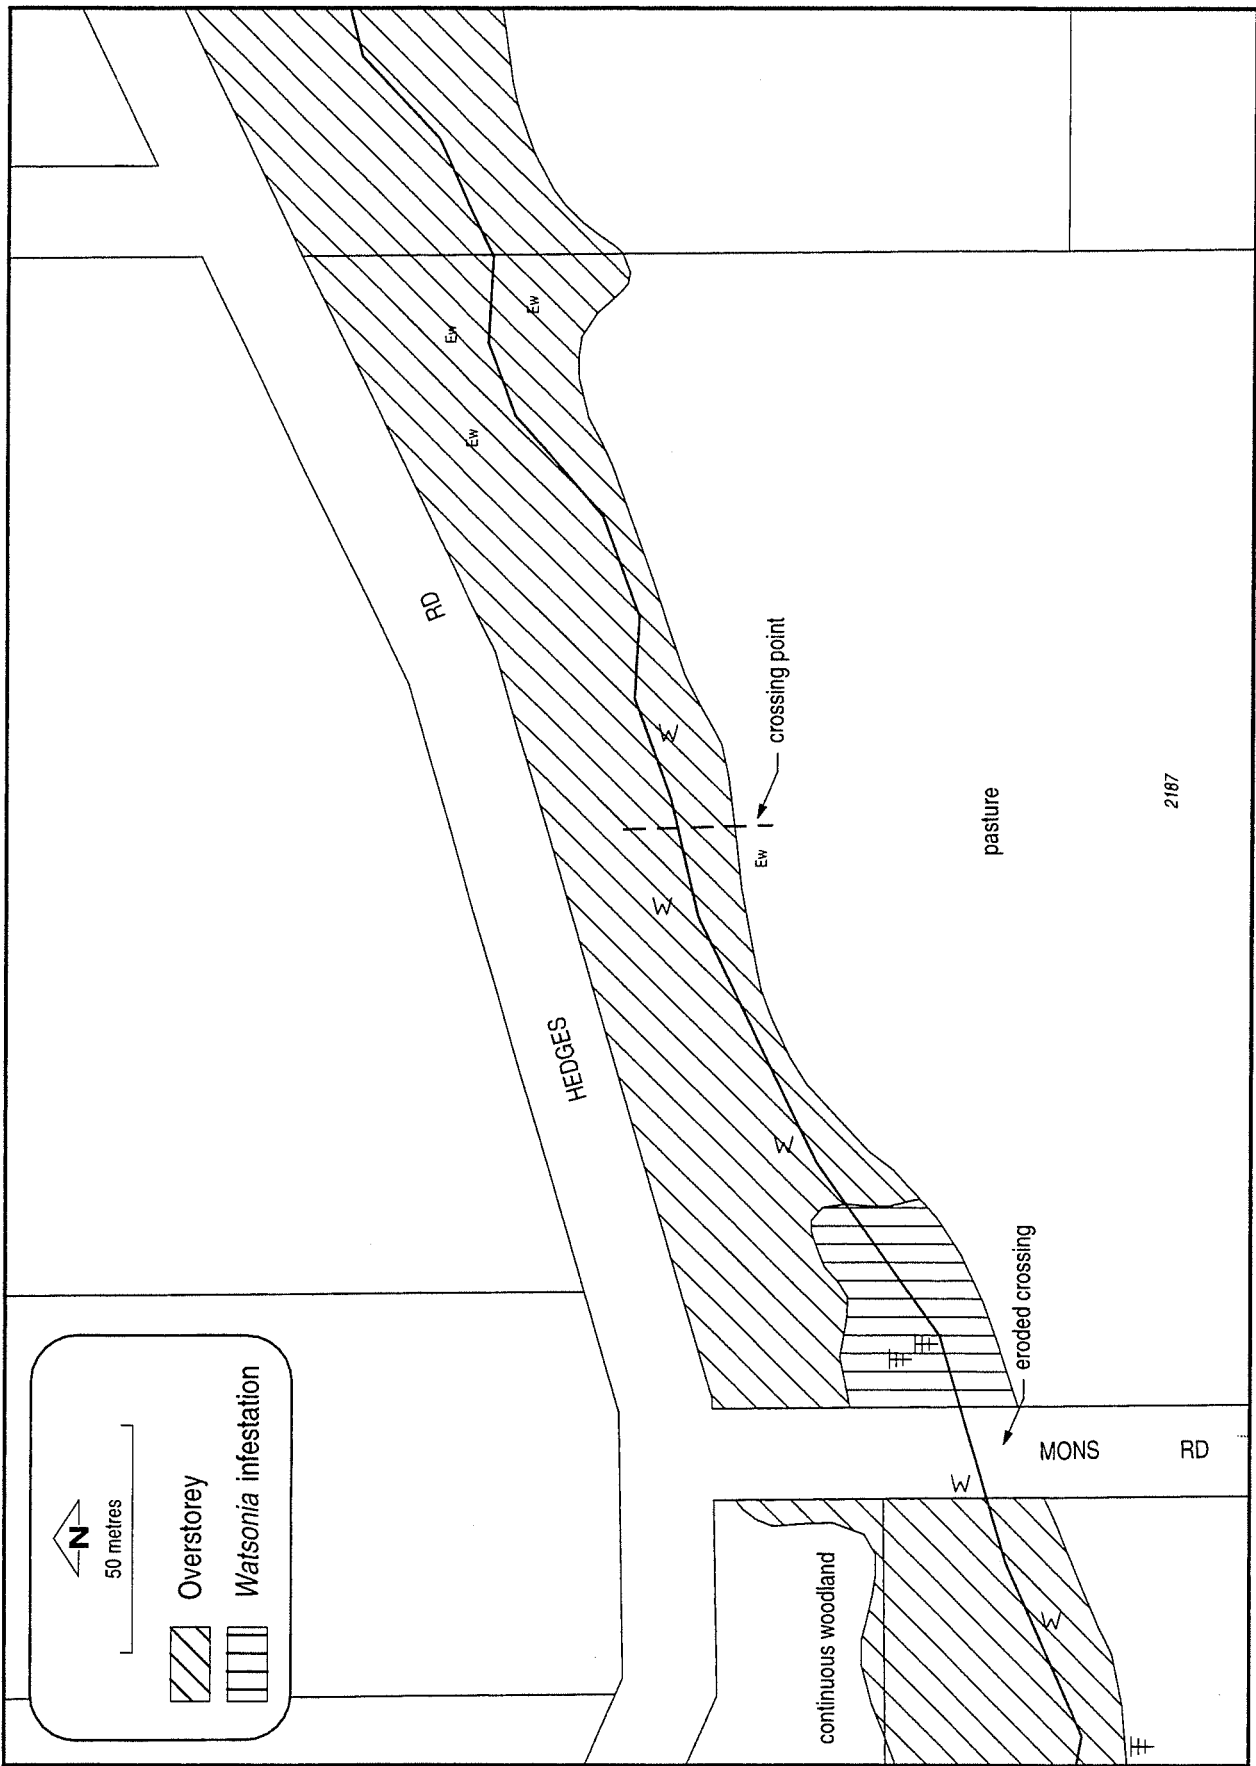 N
50 metres
Overstorey
Watsonia infestation
HEDGES
RD
Ew
Ew
Ew
W
crossing point
Ew
W
pasture
2187
W
eroded crossing
MONS
RD
W
continuous woodland
W